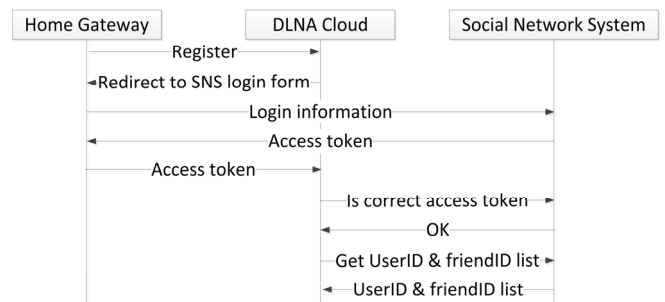 Home Gateway
DLNA Cloud
Social Network System
Register
Redirect to SNS login form
Login information
Access token
Access token
Is correct access token
OK
Get UserID & friendID list
UserID & friendID list